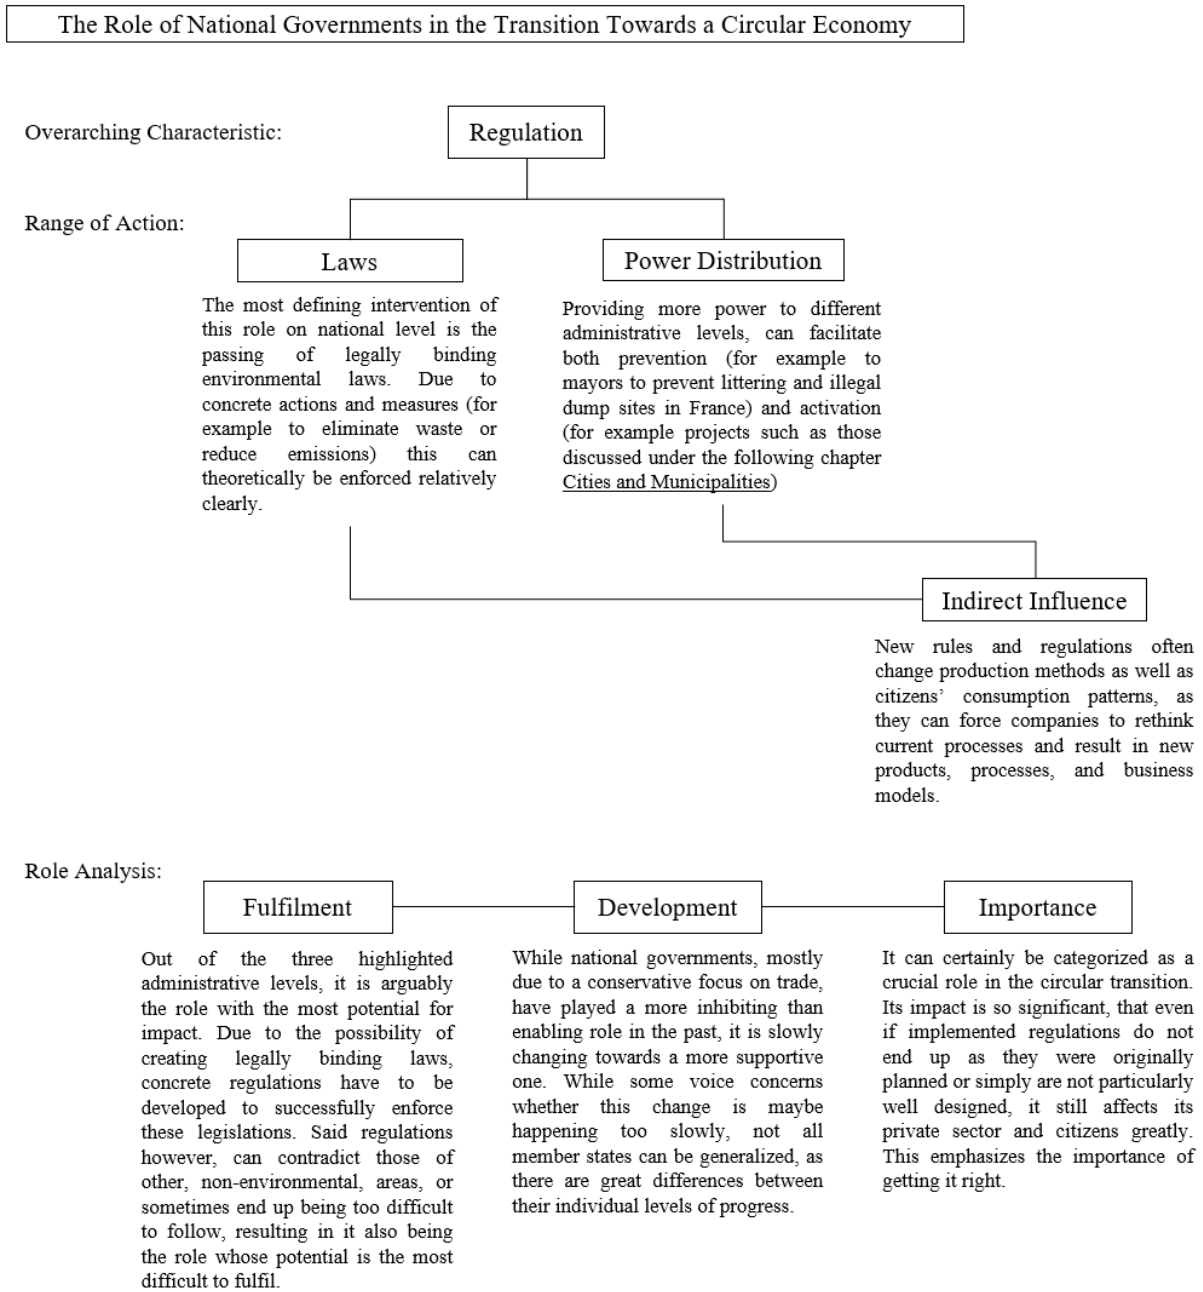 The Role of National Governments in the Transition Towards a Circular Economy
Overarching Characteristic:
Regulation
Range of Action:
Laws
The most defining intervention of
this role on national level is the
passing of legally binding
environmental laws. Due to
concrete actions and measures (for
example to eliminate waste or
reduce emissions) this can
theoretically be enforced relatively
clearly.
Power Distribution
Providing more power to different
administrative levels, can facilitate
both prevention (for example to
mayors to prevent littering and illegal
dump sites in France) and activation
(for example projects such as those
discussed under the following chapter
Cities and Municipalities)
Indirect Influence
New rules and regulations often
change production methods as well as
citizens’ consumption patterns, as
they can force companies to rethink
current processes and result in new
products, processes, and business
models.
Role Analysis:
Fulfilment
Out of the three highlighted
administrative levels, it is arguably
the role with the most potential for
impact. Due to the possibility of
creating legally binding laws,
concrete regulations have to be
developed to successfully enforce
these legislations. Said regulations
however, can contradict those of
other, non-environmental, areas, or
sometimes end up being too difficult
to follow, resulting in it also being
the role whose potential is the most
difficult to fulfil.
Development
While national governments, mostly
due to a conservative focus on trade,
have played a more inhibiting than
enabling role in the past, it is slowly
changing towards a more supportive
one. While some voice concerns
whether this change is maybe
happening too slowly, not all
member states can be generalized, as
there are great differences between
their individual levels of progress.
Importance
It can certainly be categorized as a
crucial role in the circular transition.
Its impact is so significant, that even
if implemented regulations do not
end up as they were originally
planned or simply are not particularly
well designed, it still affects its
private sector and citizens greatly.
This emphasizes the importance of
getting it right.